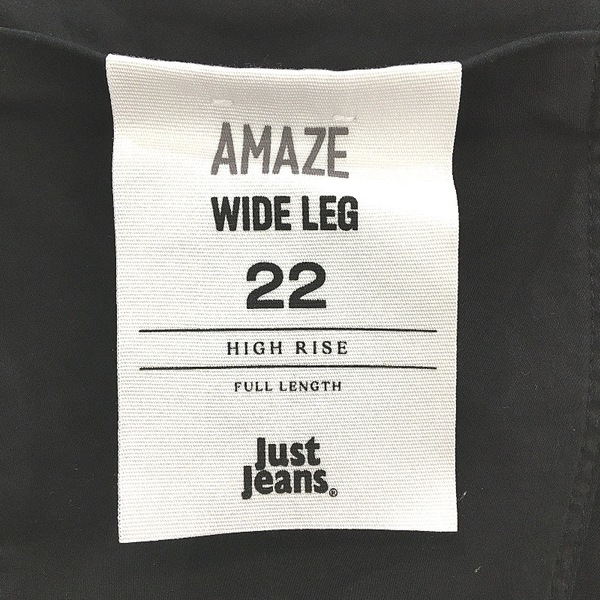 AMAZE
WIDE LEG
22
HIGH RISE
FULL LENGTH
Just
Jeans®